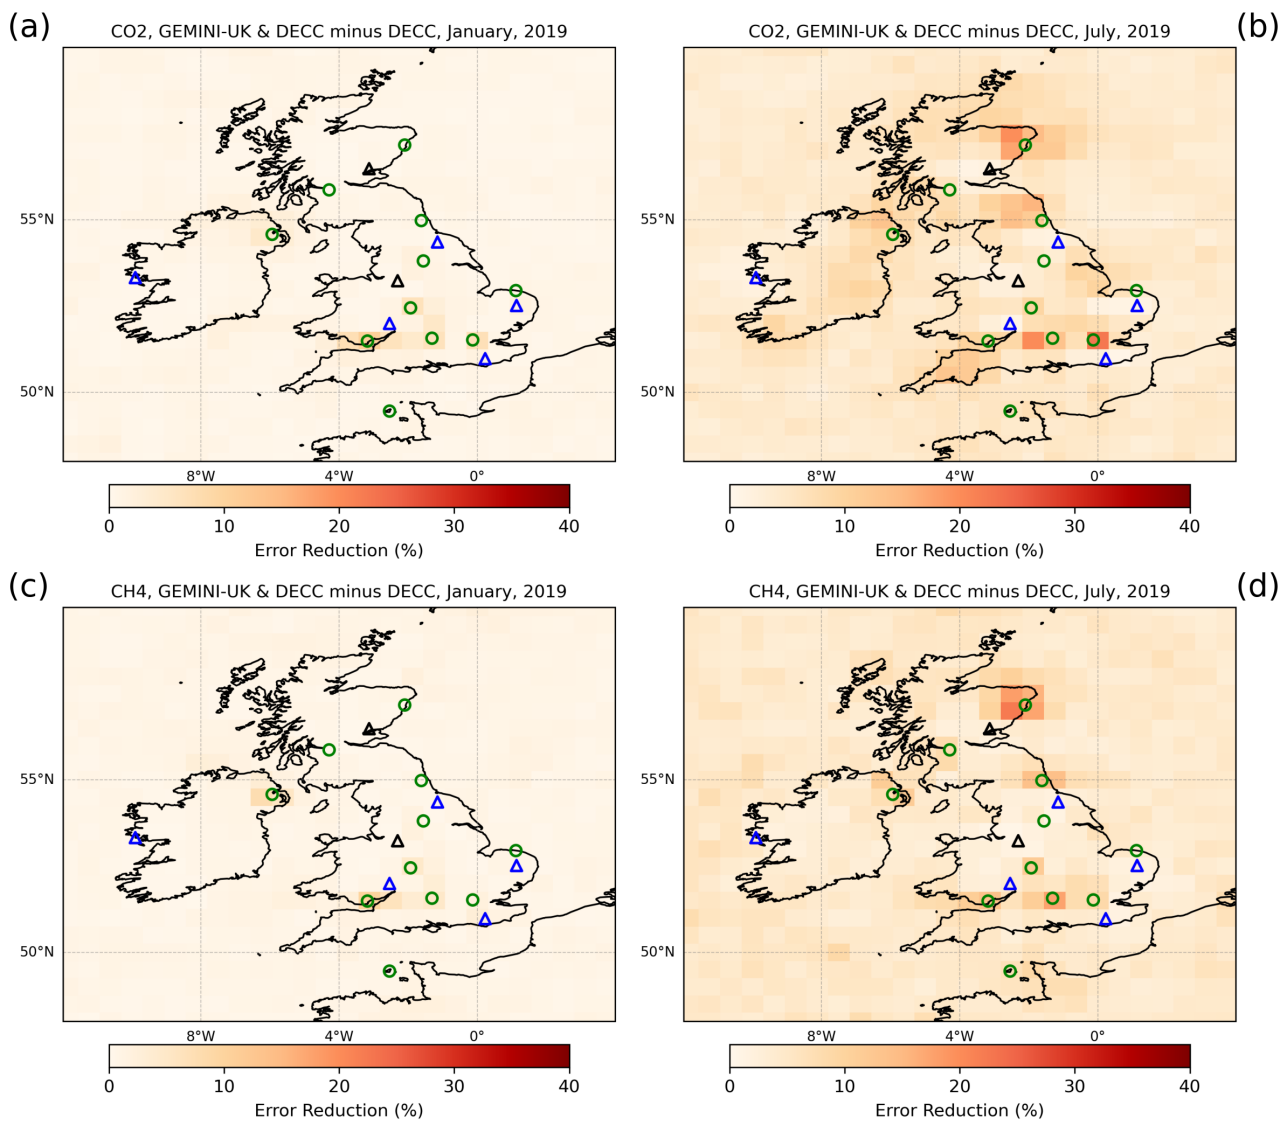 (a)
CO2, GEMINI-UK & DECC minus DECC, January, 2019
CO2, GEMINI-UK & DECC minus DECC, July, 2019
(b)
55°N
50°N
8°W 4°W 0°
0 10 20 30 40
Error Reduction (%)
55°N
50°N
8°W 4°W 0°
0 10 20 30 40
Error Reduction (%)
(c)
CH4, GEMINI-UK & DECC minus DECC, January, 2019
CH4, GEMINI-UK & DECC minus DECC, July, 2019
(d)
55°N
50°N
8°W 4°W 0°
0 10 20 30 40
Error Reduction (%)
55°N
50°N
8°W 4°W 0°
0 10 20 30 40
Error Reduction (%)